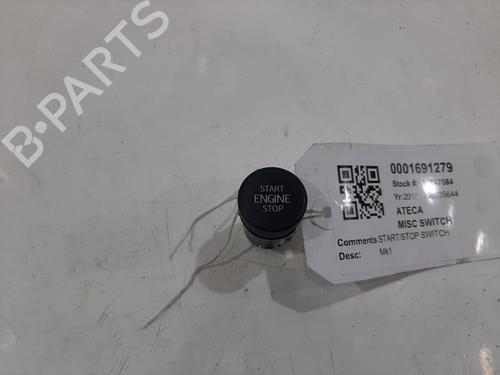 B-PARTS
START
ENGINE
STOP
0001691279
Stock #:
ATECA
MISC SWITCH
Comments START/STOP SWITCH
Desc: Mk1